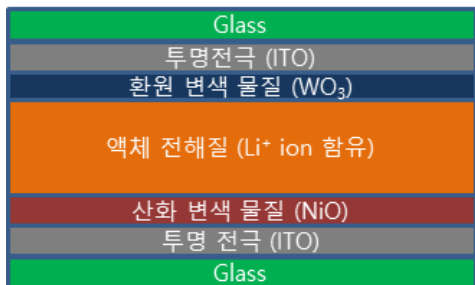 Glass
투명전극 (ITO)
환원 변색 물질 (WO₃)
액체 전해질 (Li⁺ ion 함유)
산화 변색 물질 (NiO)
투명 전극 (ITO)
Glass